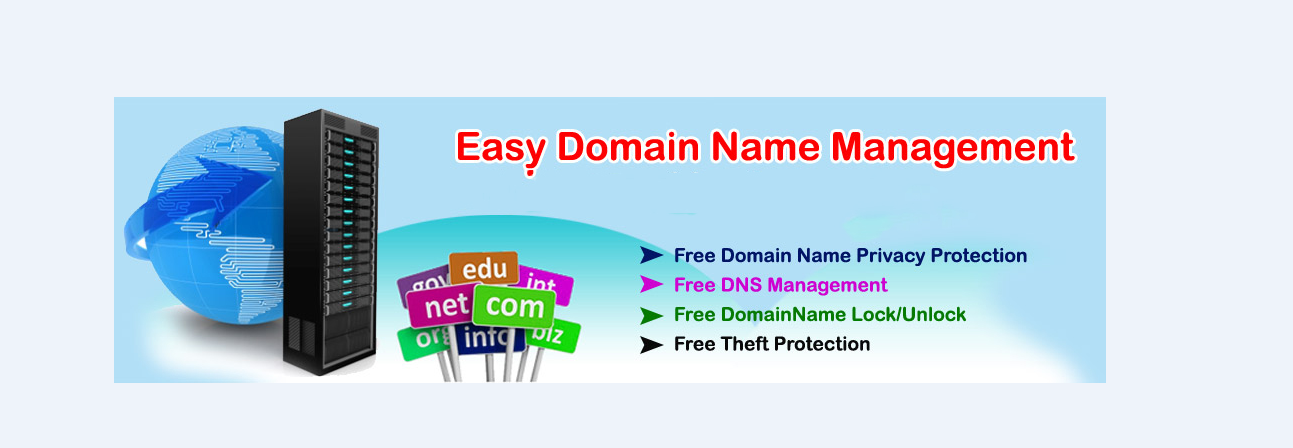 Easy Domain Name Management
Free Domain Name Privacy Protection
Free DNS Management
Free DomainName Lock/Unlock
Free Theft Protection
edu
gov
int
net
com
org
info
biz